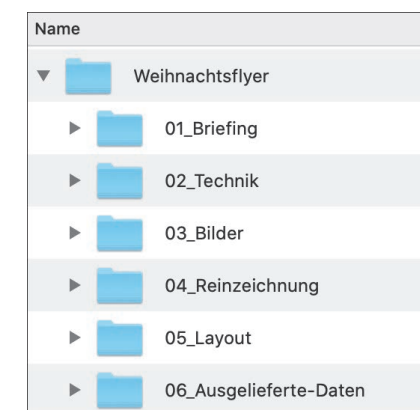 Name
Weihnachtsflyer
01_Briefing
02_Technik
03_Bilder
04_Reinzeichnung
05_Layout
06_Ausgelieferte-Daten